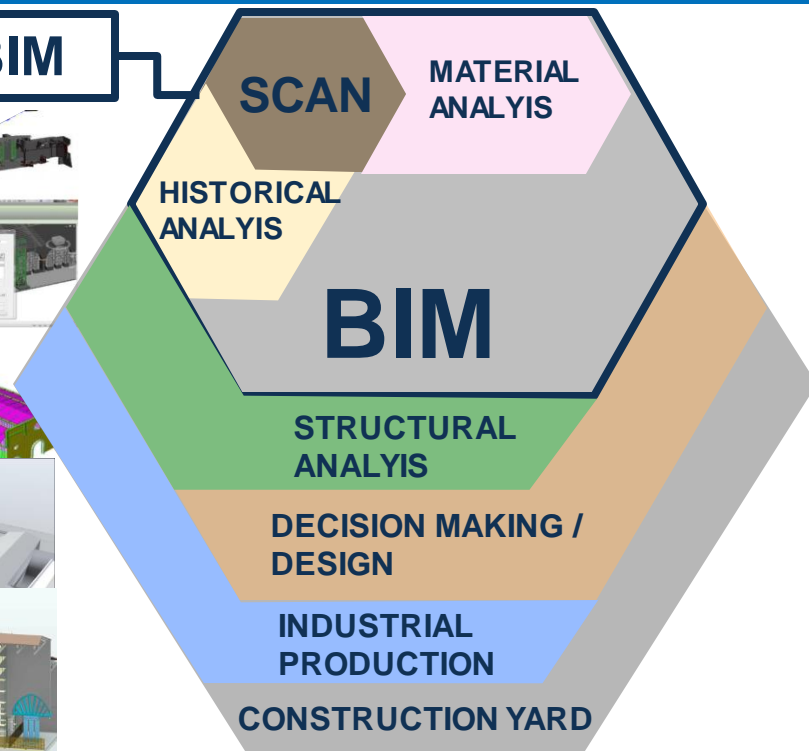 BIM
SCAN
MATERIAL
ANALYIS
HISTORICAL
ANALYIS
BIM
STRUCTURAL
ANALYIS
DECISION MAKING /
DESIGN
INDUSTRIAL
PRODUCTION
CONSTRUCTION YARD